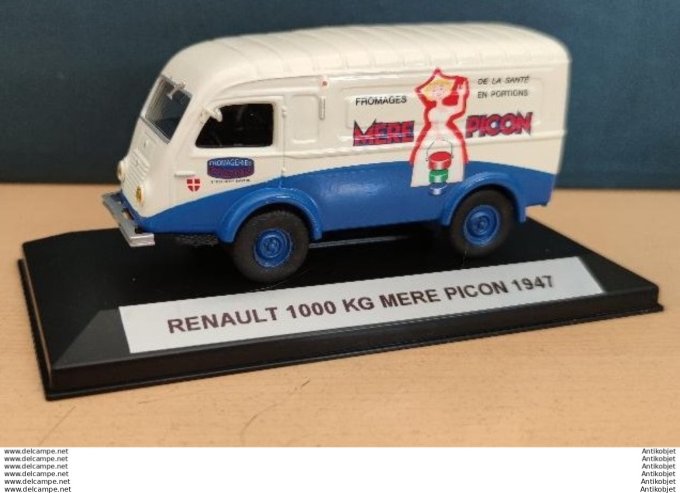 DE LA SANTÉ
FROMAGES EN PORTIONS
MERE PICON
FROMAGERIES
RENAULT 1000 KG MERE PICON 1947
www.delcampe.net Antikobjet
www.delcampe.net Antikobjet
www.delcampe.net Antikobjet
www.delcampe.net Antikobjet
www.delcampe.net Antikobjet